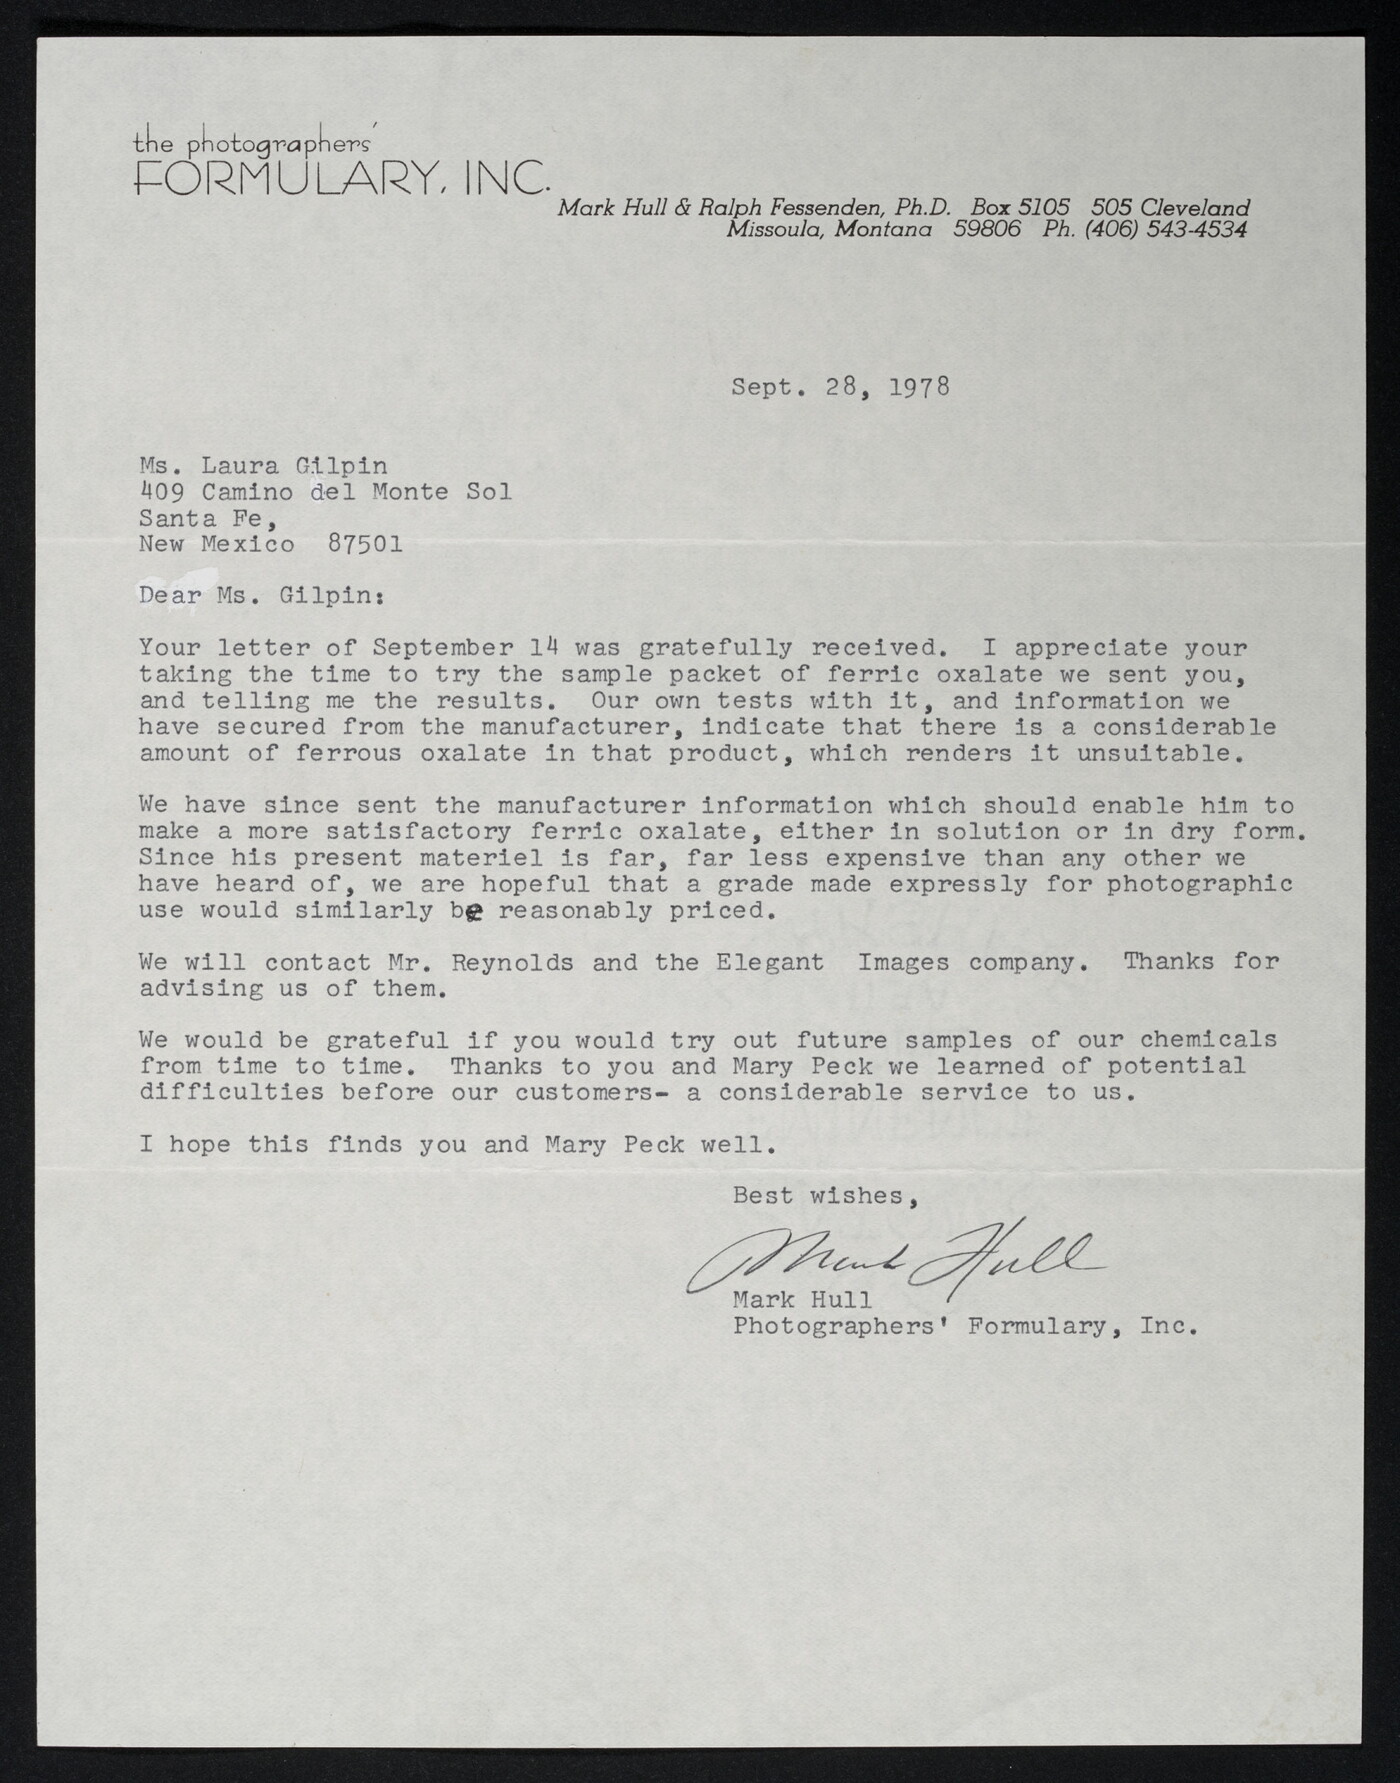 the photographers'
FORMULARY, INC.
Mark Hull & Ralph Fessenden, Ph.D. Box 5105 505 Cleveland
Missoula, Montana 59806 Ph. (406) 543-4534
Sept. 28, 1978
Ms. Laura Gilpin
409 Camino del Monte Sol
Santa Fe,
New Mexico 87501
Dear Ms. Gilpin:
Your letter of September 14 was gratefully received. I appreciate your
taking the time to try the sample packet of ferric oxalate we sent you,
and telling me the results. Our own tests with it, and information we
have secured from the manufacturer, indicate that there is a considerable
amount of ferrous oxalate in that product, which renders it unsuitable.
We have since sent the manufacturer information which should enable him to
make a more satisfactory ferric oxalate, either in solution or in dry form.
Since his present materiel is far, far less expensive than any other we
have heard of, we are hopeful that a grade made expressly for photographic
use would similarly be reasonably priced.
We will contact Mr. Reynolds and the Elegant Images company. Thanks for
advising us of them.
We would be grateful if you would try out future samples of our chemicals
from time to time. Thanks to you and Mary Peck we learned of potential
difficulties before our customers- a considerable service to us.
I hope this finds you and Mary Peck well.
Best wishes,
Mark Hull
Mark Hull
Photographers' Formulary, Inc.